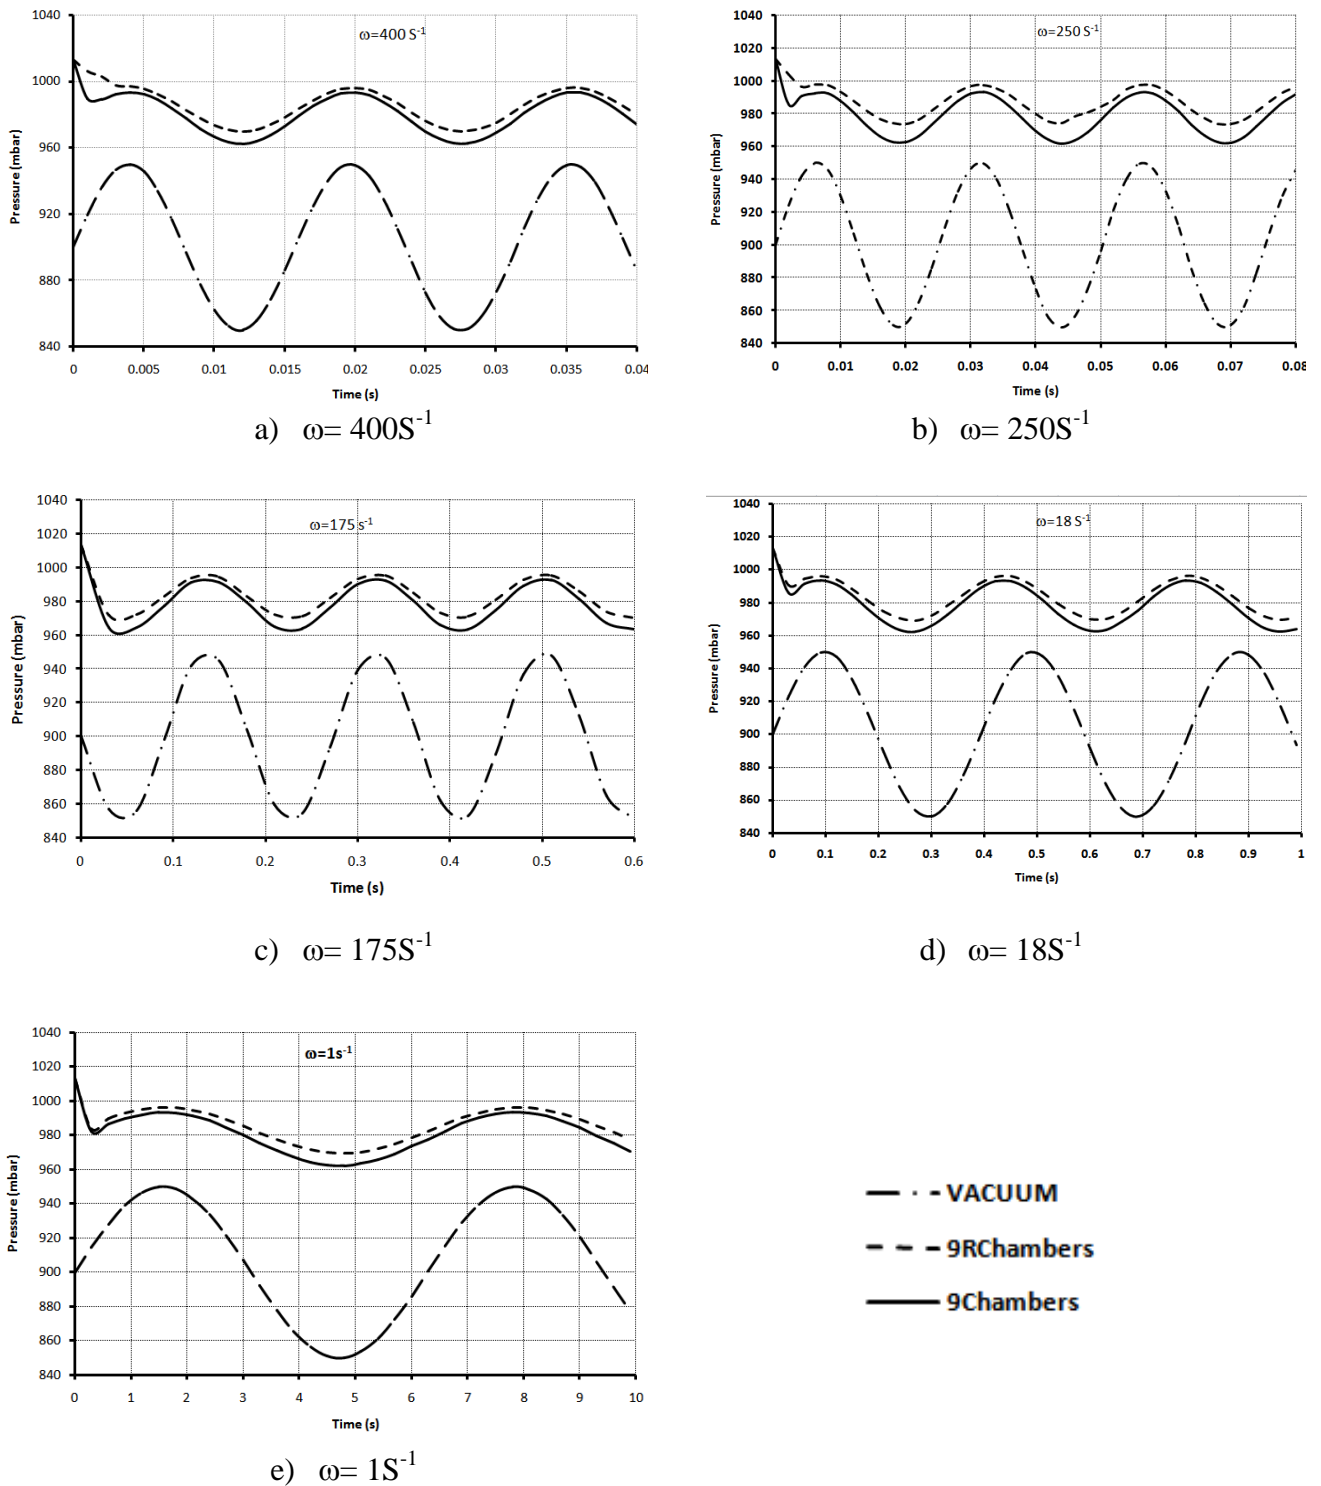 1040
1000
960
920
880
840
Pressure (mbar)
ω=400 S⁻¹
0 0.005 0.01 0.015 0.02 0.025 0.03 0.035 0.04
Time (s)
a) ω= 400S⁻¹
1040
1020
1000
980
960
940
920
900
880
860
840
Pressure (mbar)
ω=250 S⁻¹
0 0.01 0.02 0.03 0.04 0.05 0.06 0.07 0.08
Time (s)
b) ω= 250S⁻¹
1040
1020
1000
980
960
940
920
900
880
860
840
Pressure (mbar)
ω=175 s⁻¹
0 0.1 0.2 0.3 0.4 0.5 0.6
Time (s)
c) ω= 175S⁻¹
1040
1020
1000
980
960
940
920
900
880
860
840
Pressure (mbar)
ω=18 S⁻¹
0 0.1 0.2 0.3 0.4 0.5 0.6 0.7 0.8 0.9 1
Time (s)
d) ω= 18S⁻¹
1040
1020
1000
980
960
940
920
900
880
860
840
Pressure (mbar)
ω=1s⁻¹
0 1 2 3 4 5 6 7 8 9 10
Time (s)
e) ω= 1S⁻¹
VACUUM
9RChambers
9Chambers